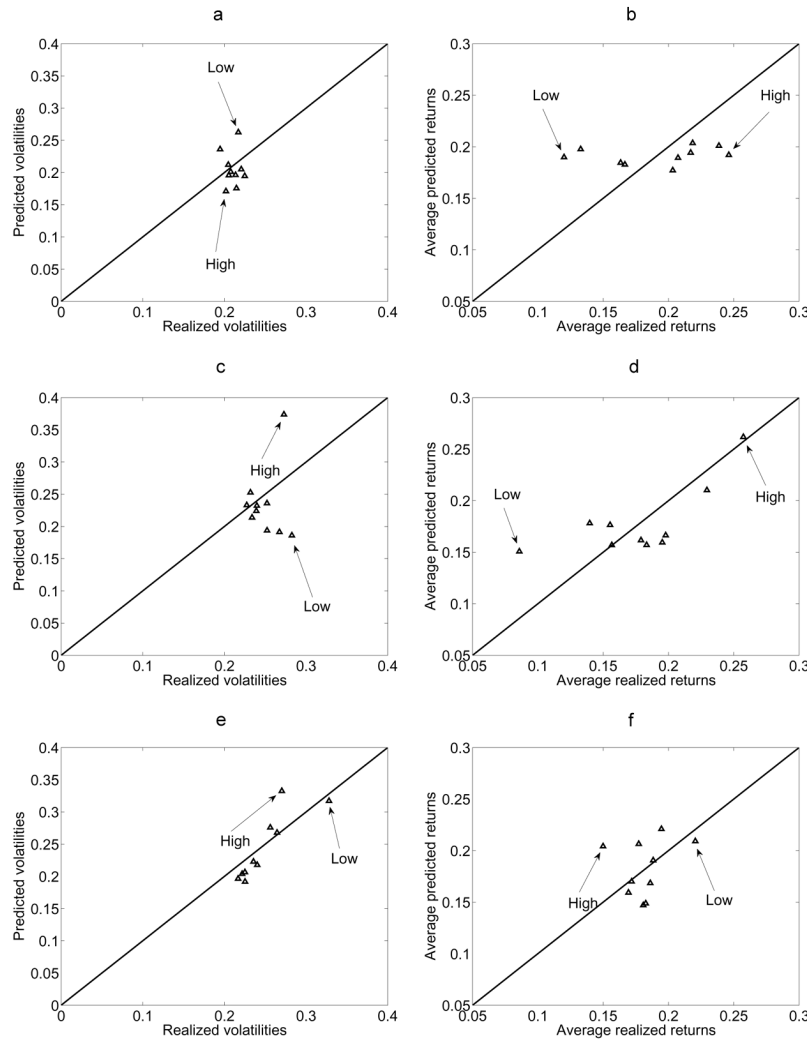 a
0.4
0.35
0.3
0.25
0.2
0.15
0.1
0.05
0
Predicted volatilities
Low
High
0 0.1 0.2 0.3 0.4
Realized volatilities
b
0.3
0.25
0.2
0.15
0.1
0.05
Average predicted returns
Low
High
0.05 0.1 0.15 0.2 0.25 0.3
Average realized returns
c
0.4
0.35
0.3
0.25
0.2
0.15
0.1
0.05
0
Predicted volatilities
High
Low
0 0.1 0.2 0.3 0.4
Realized volatilities
d
0.3
0.25
0.2
0.15
0.1
0.05
Average predicted returns
Low
High
0.05 0.1 0.15 0.2 0.25 0.3
Average realized returns
e
0.4
0.35
0.3
0.25
0.2
0.15
0.1
0.05
0
Predicted volatilities
High
Low
0 0.1 0.2 0.3 0.4
Realized volatilities
f
0.3
0.25
0.2
0.15
0.1
0.05
Average predicted returns
High
Low
0.05 0.1 0.15 0.2 0.25 0.3
Average realized returns